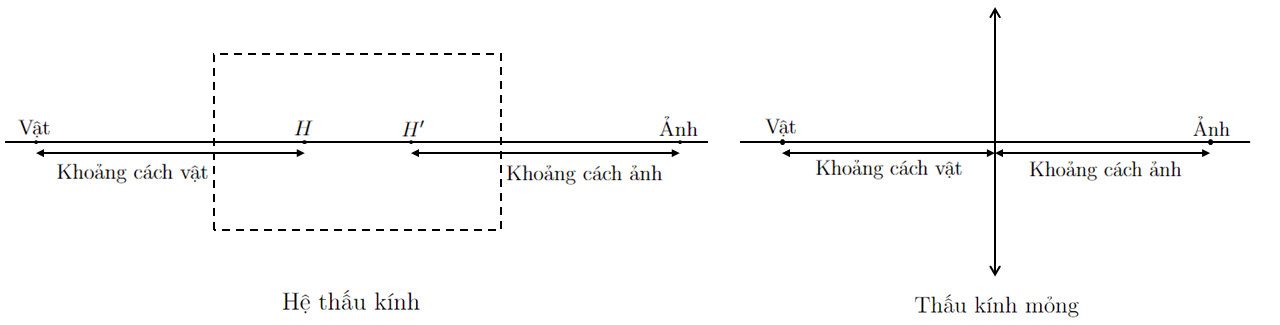 Vật H H′ Ảnh
Khoảng cách vật Khoảng cách ảnh
Hệ thấu kính
Vật Ảnh
Khoảng cách vật Khoảng cách ảnh
Thấu kính mỏng